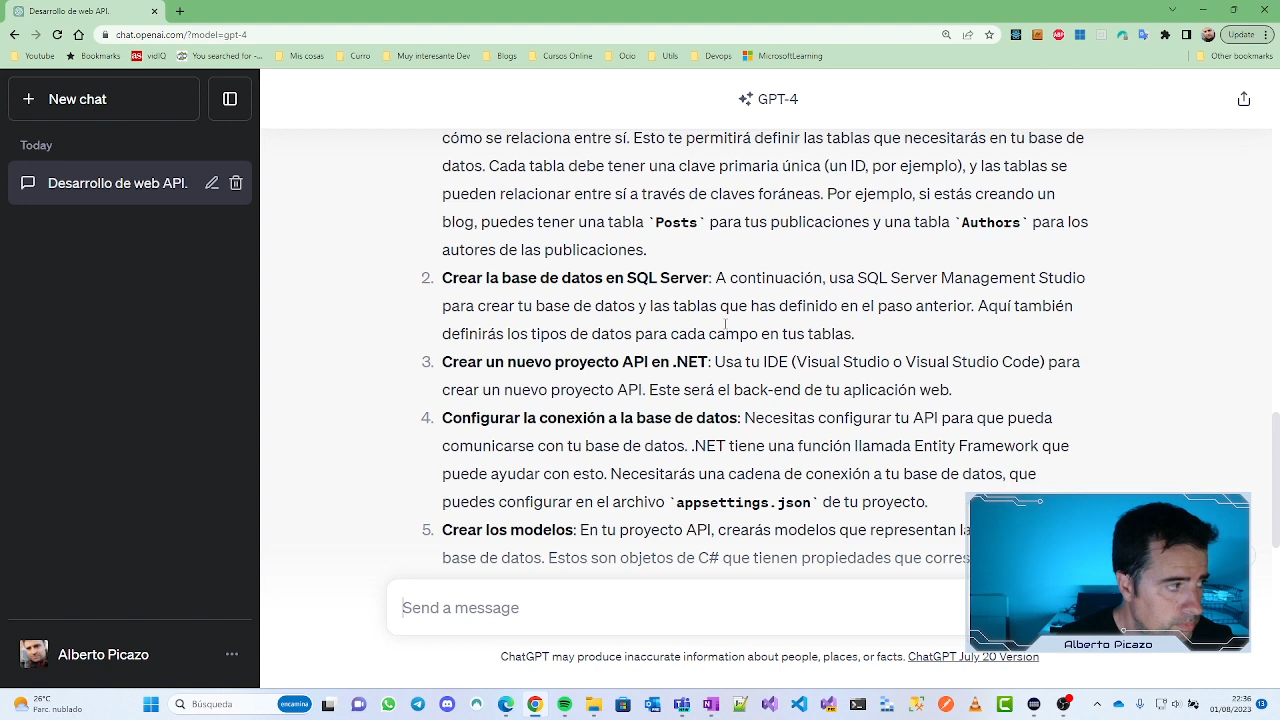 Desarrollo de web API.
chat.openai.com/?model=gpt-4
Update
Youtube
Bookmarks
vidIQ
You searched for -...
Mis cosas
Curro
Muy interesante Dev
Blogs
Cursos Online
Ocio
Utils
Devops
MicrosoftLearning
Other bookmarks
New chat
GPT-4
Today
Desarrollo de web API.
cómo se relaciona entre sí. Esto te permitirá definir las tablas que necesitarás en tu base de
datos. Cada tabla debe tener una clave primaria única (un ID, por ejemplo), y las tablas se
pueden relacionar entre sí a través de claves foráneas. Por ejemplo, si estás creando un
blog, puedes tener una tabla `Posts` para tus publicaciones y una tabla `Authors` para los
autores de las publicaciones.
2. Crear la base de datos en SQL Server: A continuación, usa SQL Server Management Studio
para crear tu base de datos y las tablas que has definido en el paso anterior. Aquí también
definirás los tipos de datos para cada campo en tus tablas.
3. Crear un nuevo proyecto API en .NET: Usa tu IDE (Visual Studio o Visual Studio Code) para
crear un nuevo proyecto API. Este será el back-end de tu aplicación web.
4. Configurar la conexión a la base de datos: Necesitas configurar tu API para que pueda
comunicarse con tu base de datos. .NET tiene una función llamada Entity Framework que
puede ayudar con esto. Necesitarás una cadena de conexión a tu base de datos, que
puedes configurar en el archivo `appsettings.json` de tu proyecto.
5. Crear los modelos: En tu proyecto API, crearás modelos que representan
base de datos. Estos son objetos de C# que tienen propiedades que
Send a message
Alberto Picazo
Alberto Picazo
ChatGPT may produce inaccurate information about people, places, or facts. ChatGPT July 20 Version
26°C
Parc. nublado
Búsqueda
encamina
22:36
01/08/2023
13